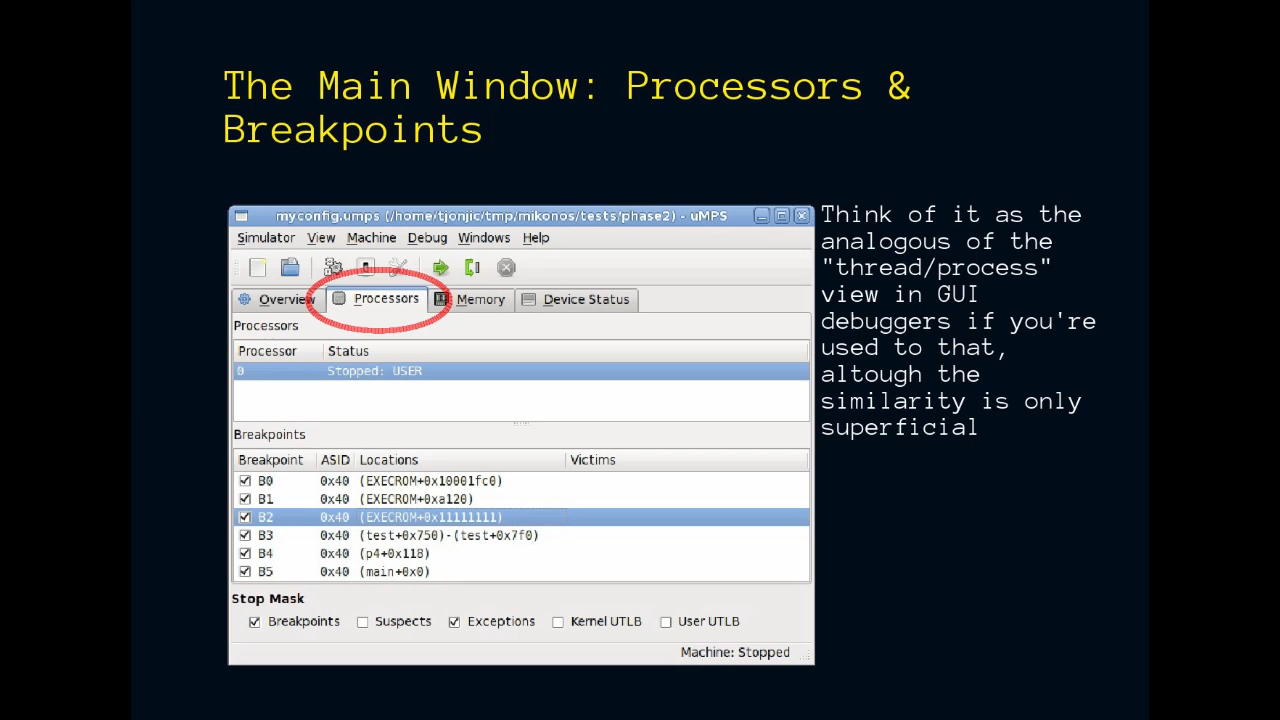 The Main Window: Processors &
Breakpoints
myconfig.umps (/home/tjonjic/tmp/mikonos/tests/phase2) - uMPS
Simulator View Machine Debug Windows Help
Overview Processors Memory Device Status
Processors
Processor Status
0 Stopped: USER
Breakpoints
Breakpoint ASID Locations Victims
B0 0x40 (EXECROM+0x10001fc0)
B1 0x40 (EXECROM+0xa120)
B2 0x40 (EXECROM+0x11111111)
B3 0x40 (test+0x750)-(test+0x7f0)
B4 0x40 (p4+0x118)
B5 0x40 (main+0x0)
Stop Mask
Breakpoints Suspects Exceptions Kernel UTLB User UTLB
Machine: Stopped
Think of it as the
analogous of the
"thread/process"
view in GUI
debuggers if you're
used to that,
altough the
similarity is only
superficial